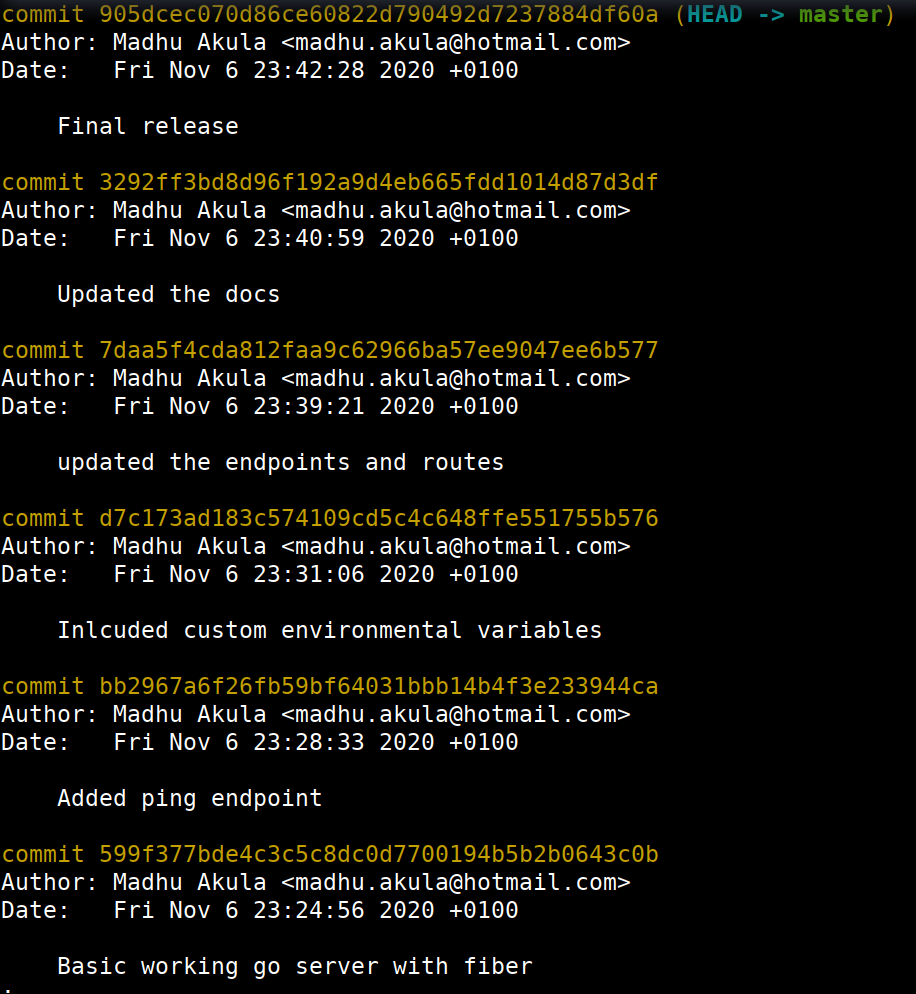 commit 905dcec070d86ce60822d790492d7237884df60a (HEAD -> master)
Author: Madhu Akula <madhu.akula@hotmail.com>
Date:   Fri Nov 6 23:42:28 2020 +0100
    Final release
commit 3292ff3bd8d96f192a9d4eb665fdd1014d87d3df
Author: Madhu Akula <madhu.akula@hotmail.com>
Date:   Fri Nov 6 23:40:59 2020 +0100
    Updated the docs
commit 7daa5f4cda812faa9c62966ba57ee9047ee6b577
Author: Madhu Akula <madhu.akula@hotmail.com>
Date:   Fri Nov 6 23:39:21 2020 +0100
    updated the endpoints and routes
commit d7c173ad183c574109cd5c4c648ffe551755b576
Author: Madhu Akula <madhu.akula@hotmail.com>
Date:   Fri Nov 6 23:31:06 2020 +0100
    Inlcuded custom environmental variables
commit bb2967a6f26fb59bf64031bbb14b4f3e233944ca
Author: Madhu Akula <madhu.akula@hotmail.com>
Date:   Fri Nov 6 23:28:33 2020 +0100
    Added ping endpoint
commit 599f377bde4c3c5c8dc0d7700194b5b2b0643c0b
Author: Madhu Akula <madhu.akula@hotmail.com>
Date:   Fri Nov 6 23:24:56 2020 +0100
    Basic working go server with fiber